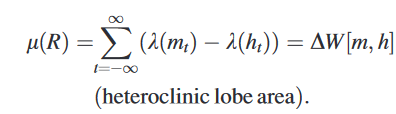 μ(R) = ∑_{t=−∞}^{∞} (λ(m_t) − λ(h_t)) = ΔW[m, h]
(heteroclinic lobe area).